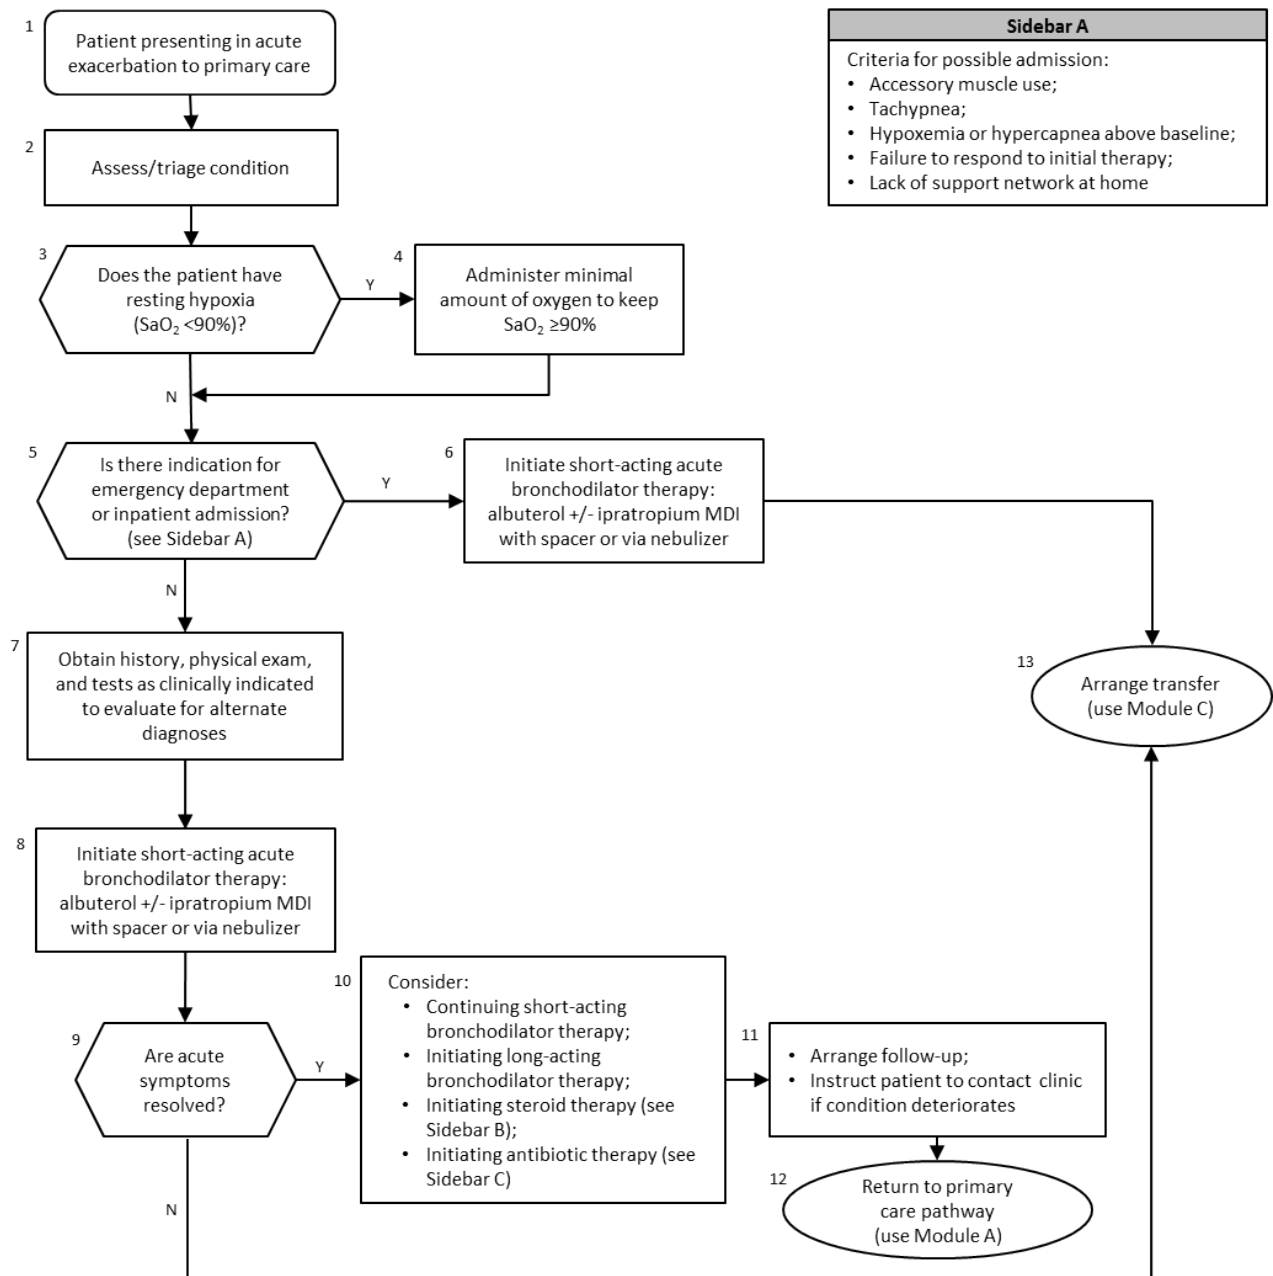 1
Patient presenting in acute
exacerbation to primary care
Sidebar A
Criteria for possible admission:
• Accessory muscle use;
• Tachypnea;
• Hypoxemia or hypercapnea above baseline;
• Failure to respond to initial therapy;
• Lack of support network at home
2
Assess/triage condition
3
Does the patient have
resting hypoxia
(SaO₂ <90%)?
Y
4
Administer minimal
amount of oxygen to keep
SaO₂ ≥90%
N
5
Is there indication for
emergency department
or inpatient admission?
(see Sidebar A)
Y
6
Initiate short-acting acute
bronchodilator therapy:
albuterol +/- ipratropium MDI
with spacer or via nebulizer
N
7
Obtain history, physical exam,
and tests as clinically indicated
to evaluate for alternate
diagnoses
13
Arrange transfer
(use Module C)
8
Initiate short-acting acute
bronchodilator therapy:
albuterol +/- ipratropium MDI
with spacer or via nebulizer
9
Are acute
symptoms
resolved?
Y
10
Consider:
• Continuing short-acting
bronchodilator therapy;
• Initiating long-acting
bronchodilator therapy;
• Initiating steroid therapy (see
Sidebar B);
• Initiating antibiotic therapy (see
Sidebar C)
11
• Arrange follow-up;
• Instruct patient to contact clinic
if condition deteriorates
12
Return to primary
care pathway
(use Module A)
N